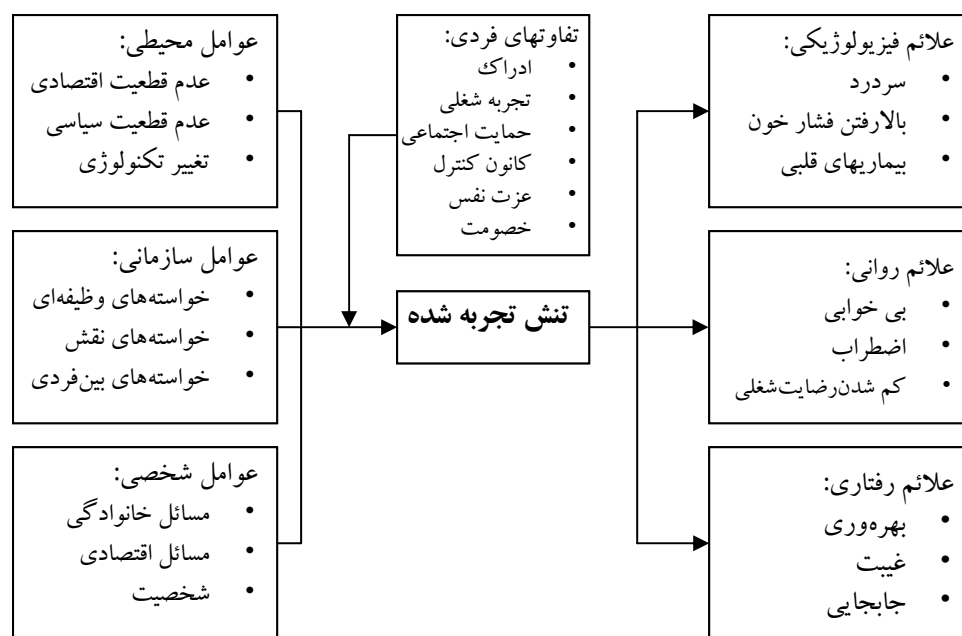 عوامل محیطی:
• عدم قطعیت اقتصادی
• عدم قطعیت سیاسی
• تغییر تکنولوژی
عوامل سازمانی:
• خواسته‌های وظیفه‌ای
• خواسته‌های نقش
• خواسته‌های بین‌فردی
عوامل شخصی:
• مسائل خانوادگی
• مسائل اقتصادی
• شخصیت
تفاوتهای فردی:
• ادراک
• تجربه شغلی
• حمایت اجتماعی
• کانون کنترل
• عزت نفس
• خصومت
تنش تجربه شده
علائم فیزیولوژیکی:
• سردرد
• بالارفتن فشار خون
• بیماریهای قلبی
علائم روانی:
• بی خوابی
• اضطراب
• کم شدن‌رضایت‌شغلی
علائم رفتاری:
• بهره‌وری
• غیبت
• جابجایی